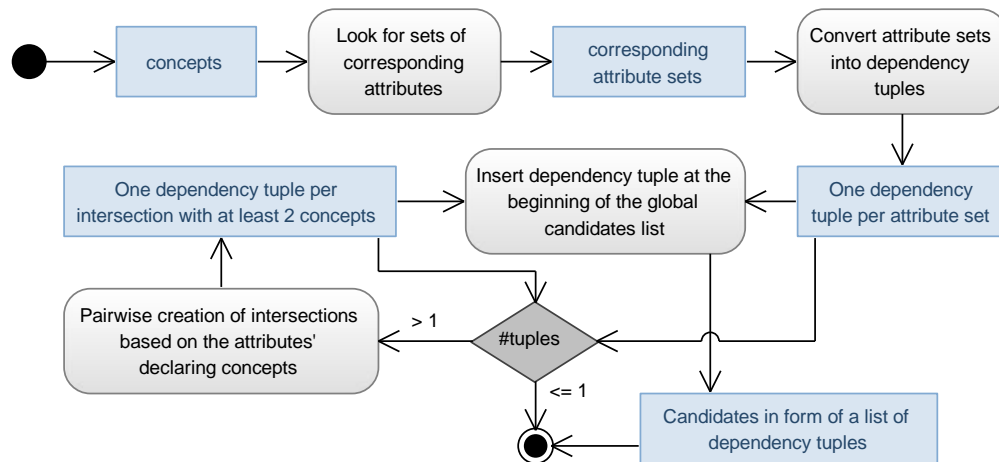 concepts
Look for sets of
corresponding
attributes
corresponding
attribute sets
Convert attribute sets
into dependency
tuples
One dependency tuple per
intersection with at least 2 concepts
Insert dependency tuple at the
beginning of the global
candidates list
One dependency
tuple per attribute set
Pairwise creation of intersections
based on the attributes'
declaring concepts
> 1
#tuples
<= 1
Candidates in form of a list of
dependency tuples